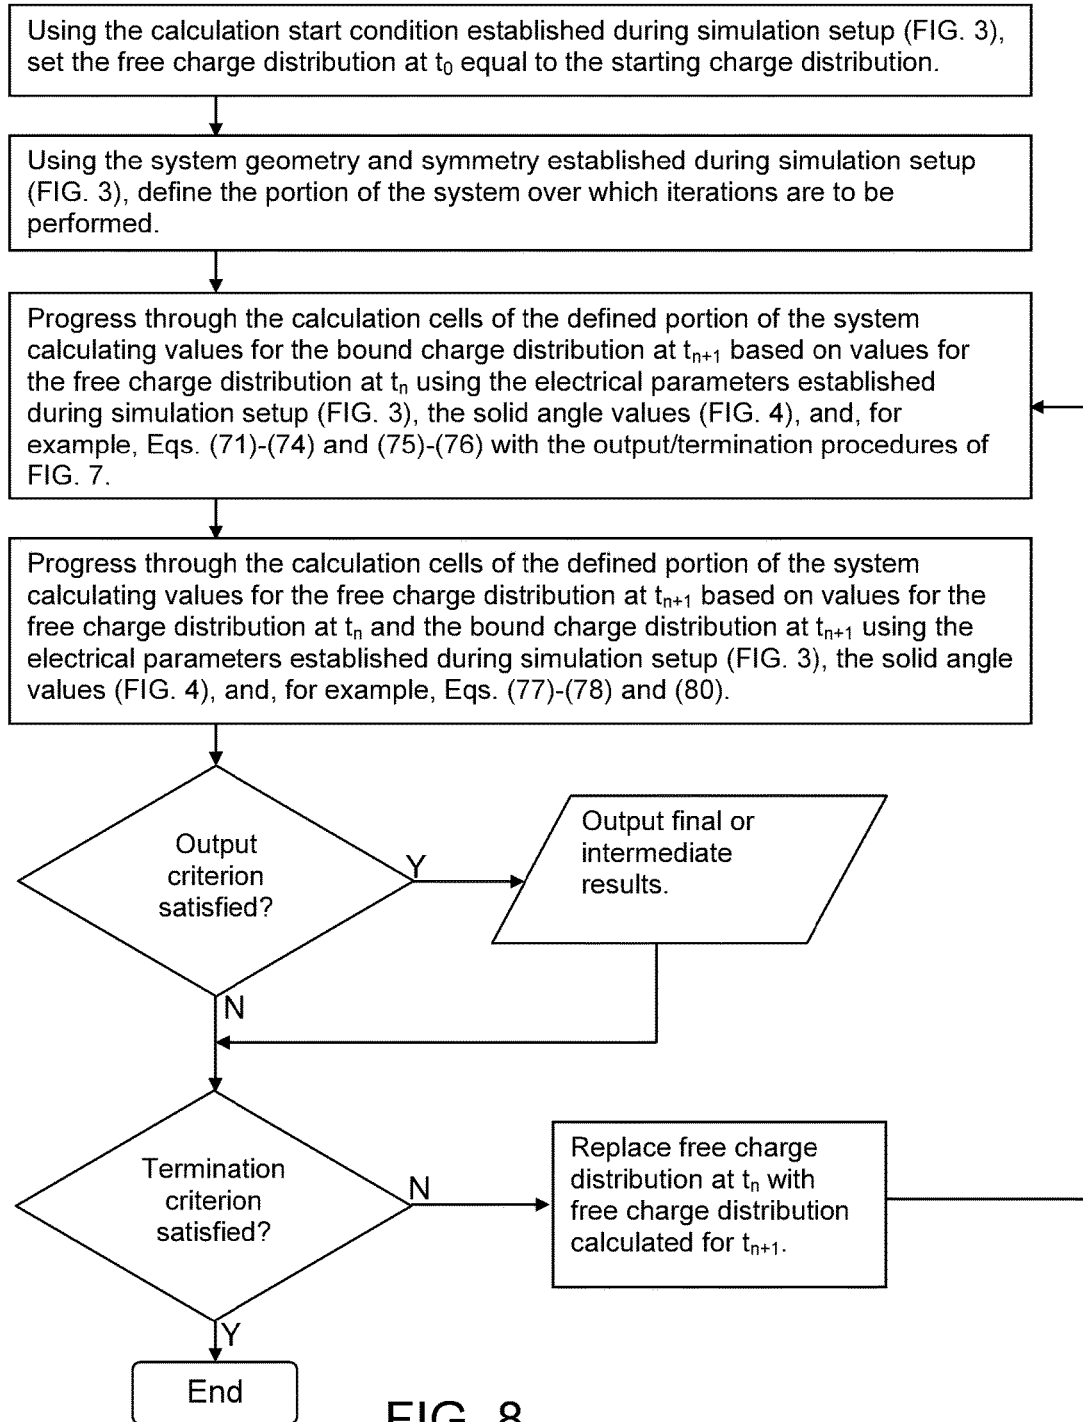 Using the calculation start condition established during simulation setup (FIG. 3),
set the free charge distribution at t0 equal to the starting charge distribution.
Using the system geometry and symmetry established during simulation setup
(FIG. 3), define the portion of the system over which iterations are to be
performed.
Progress through the calculation cells of the defined portion of the system
calculating values for the bound charge distribution at tn+1 based on values for
the free charge distribution at tn using the electrical parameters established
during simulation setup (FIG. 3), the solid angle values (FIG. 4), and, for
example, Eqs. (71)-(74) and (75)-(76) with the output/termination procedures of
FIG. 7.
Progress through the calculation cells of the defined portion of the system
calculating values for the free charge distribution at tn+1 based on values for the
free charge distribution at tn and the bound charge distribution at tn+1 using the
electrical parameters established during simulation setup (FIG. 3), the solid angle
values (FIG. 4), and, for example, Eqs. (77)-(78) and (80).
Output
criterion
satisfied?
Y
Output final or
intermediate
results.
N
Termination
criterion
satisfied?
N
Replace free charge
distribution at tn with
free charge distribution
calculated for tn+1.
Y
End
FIG. 8